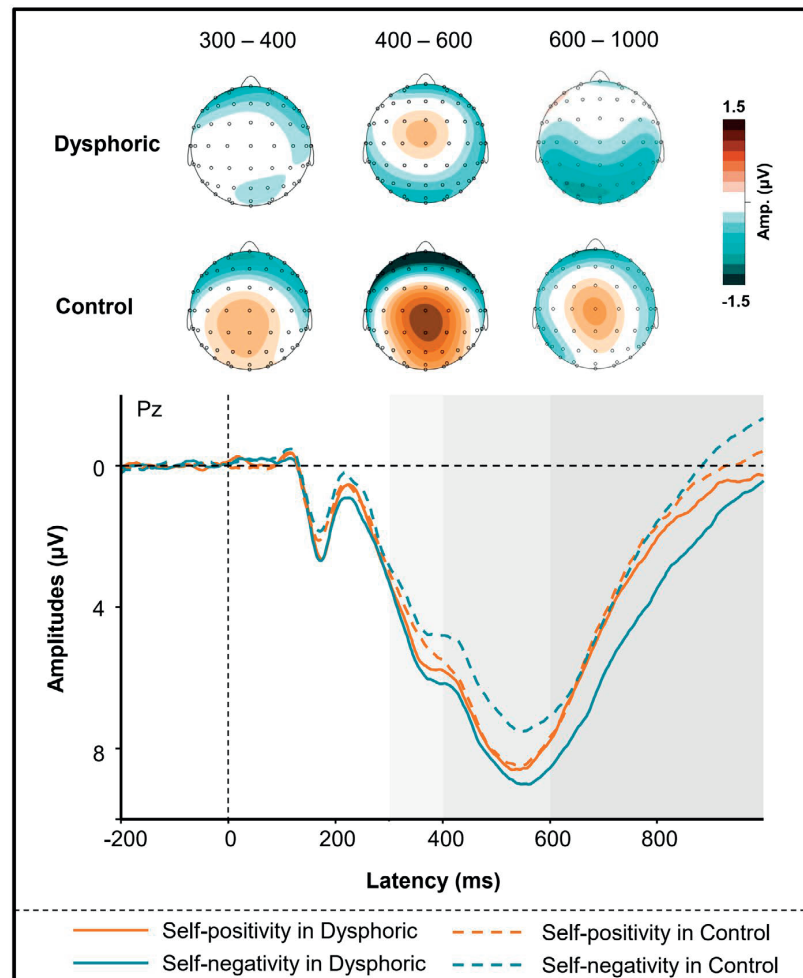 300 – 400 400 – 600 600 – 1000
Dysphoric
Control
1.5
Amp. (µV)
-1.5
Pz
0
4
8
Amplitudes (µV)
-200 0 200 400 600 800
Latency (ms)
Self-positivity in Dysphoric Self-positivity in Control
Self-negativity in Dysphoric Self-negativity in Control